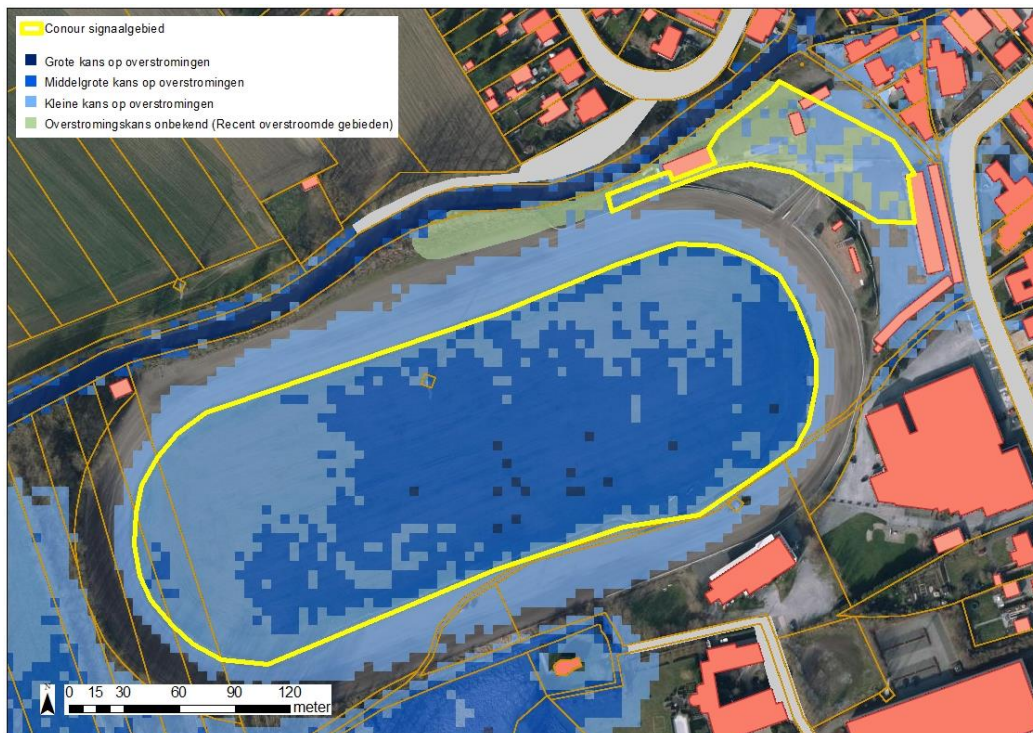 Conour signaalgebied
Grote kans op overstromingen
Middelgrote kans op overstromingen
Kleine kans op overstromingen
Overstromingskans onbekend (Recent overstroomde gebieden)
0 15 30 60 90 120
meter